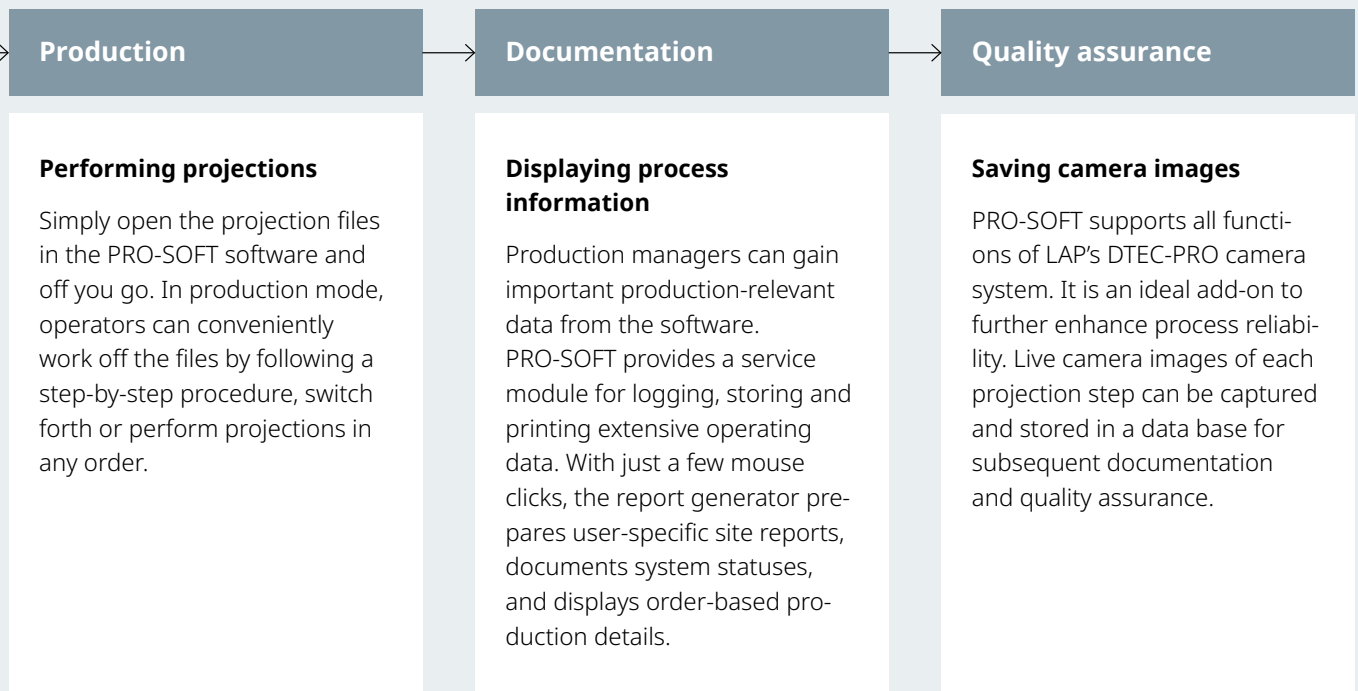 Production
Performing projections
Simply open the projection files
in the PRO-SOFT software and
off you go. In production mode,
operators can conveniently
work off the files by following a
step-by-step procedure, switch
forth or perform projections in
any order.
Documentation
Displaying process
information
Production managers can gain
important production-relevant
data from the software.
PRO-SOFT provides a service
module for logging, storing and
printing extensive operating
data. With just a few mouse
clicks, the report generator pre-
pares user-specific site reports,
documents system statuses,
and displays order-based pro-
duction details.
Quality assurance
Saving camera images
PRO-SOFT supports all functi-
ons of LAP’s DTEC-PRO camera
system. It is an ideal add-on to
further enhance process reliabi-
lity. Live camera images of each
projection step can be captured
and stored in a data base for
subsequent documentation
and quality assurance.